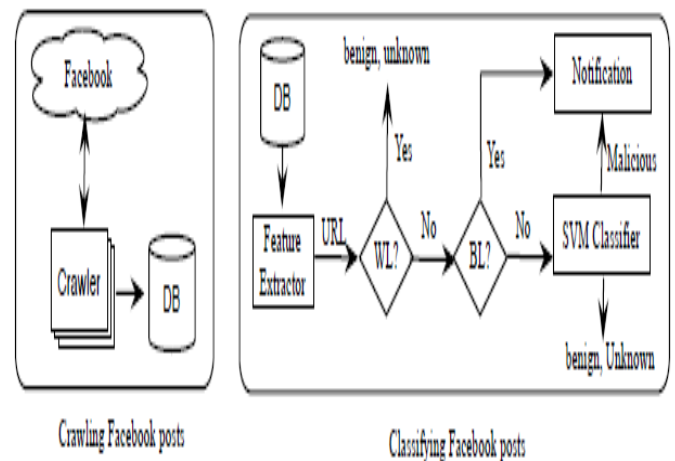 Facebook
Crawler
DB
Crawling Facebook posts
DB
Feature
Extractor
URL
benign, unknown
Yes
WL?
No
Yes
BL?
No
Notification
Malicious
SVM Classifier
benign, Unknown
Classifying Facebook posts